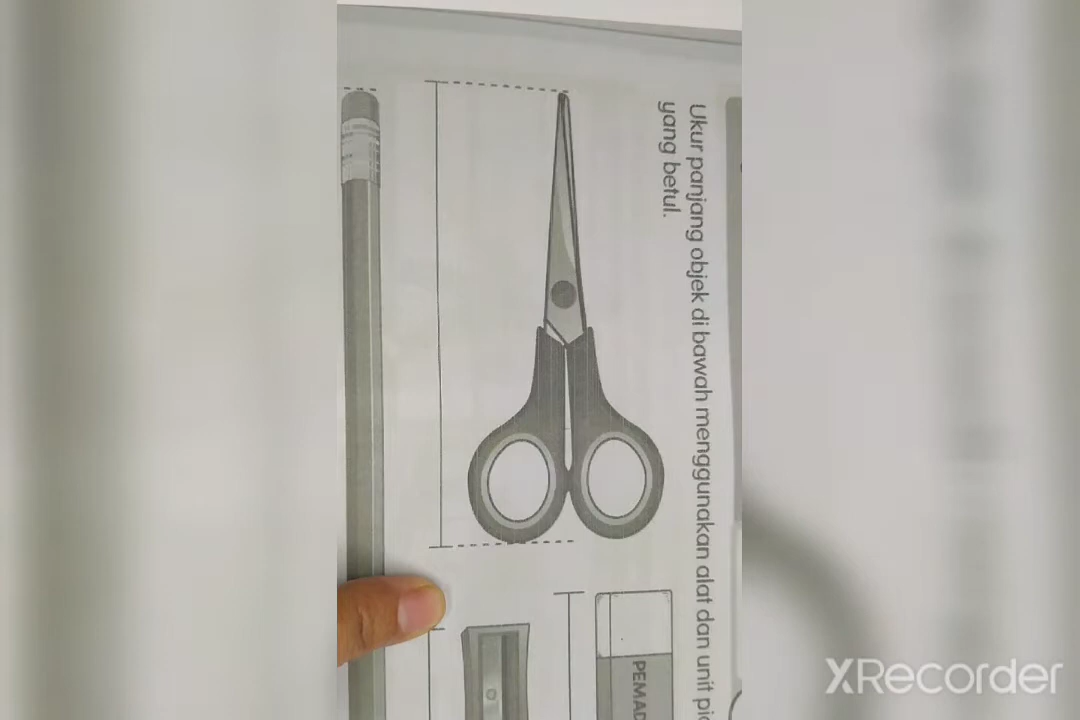 Ukur panjang objek di bawah menggunakan alat dan unit
yang betul.
XRecorder